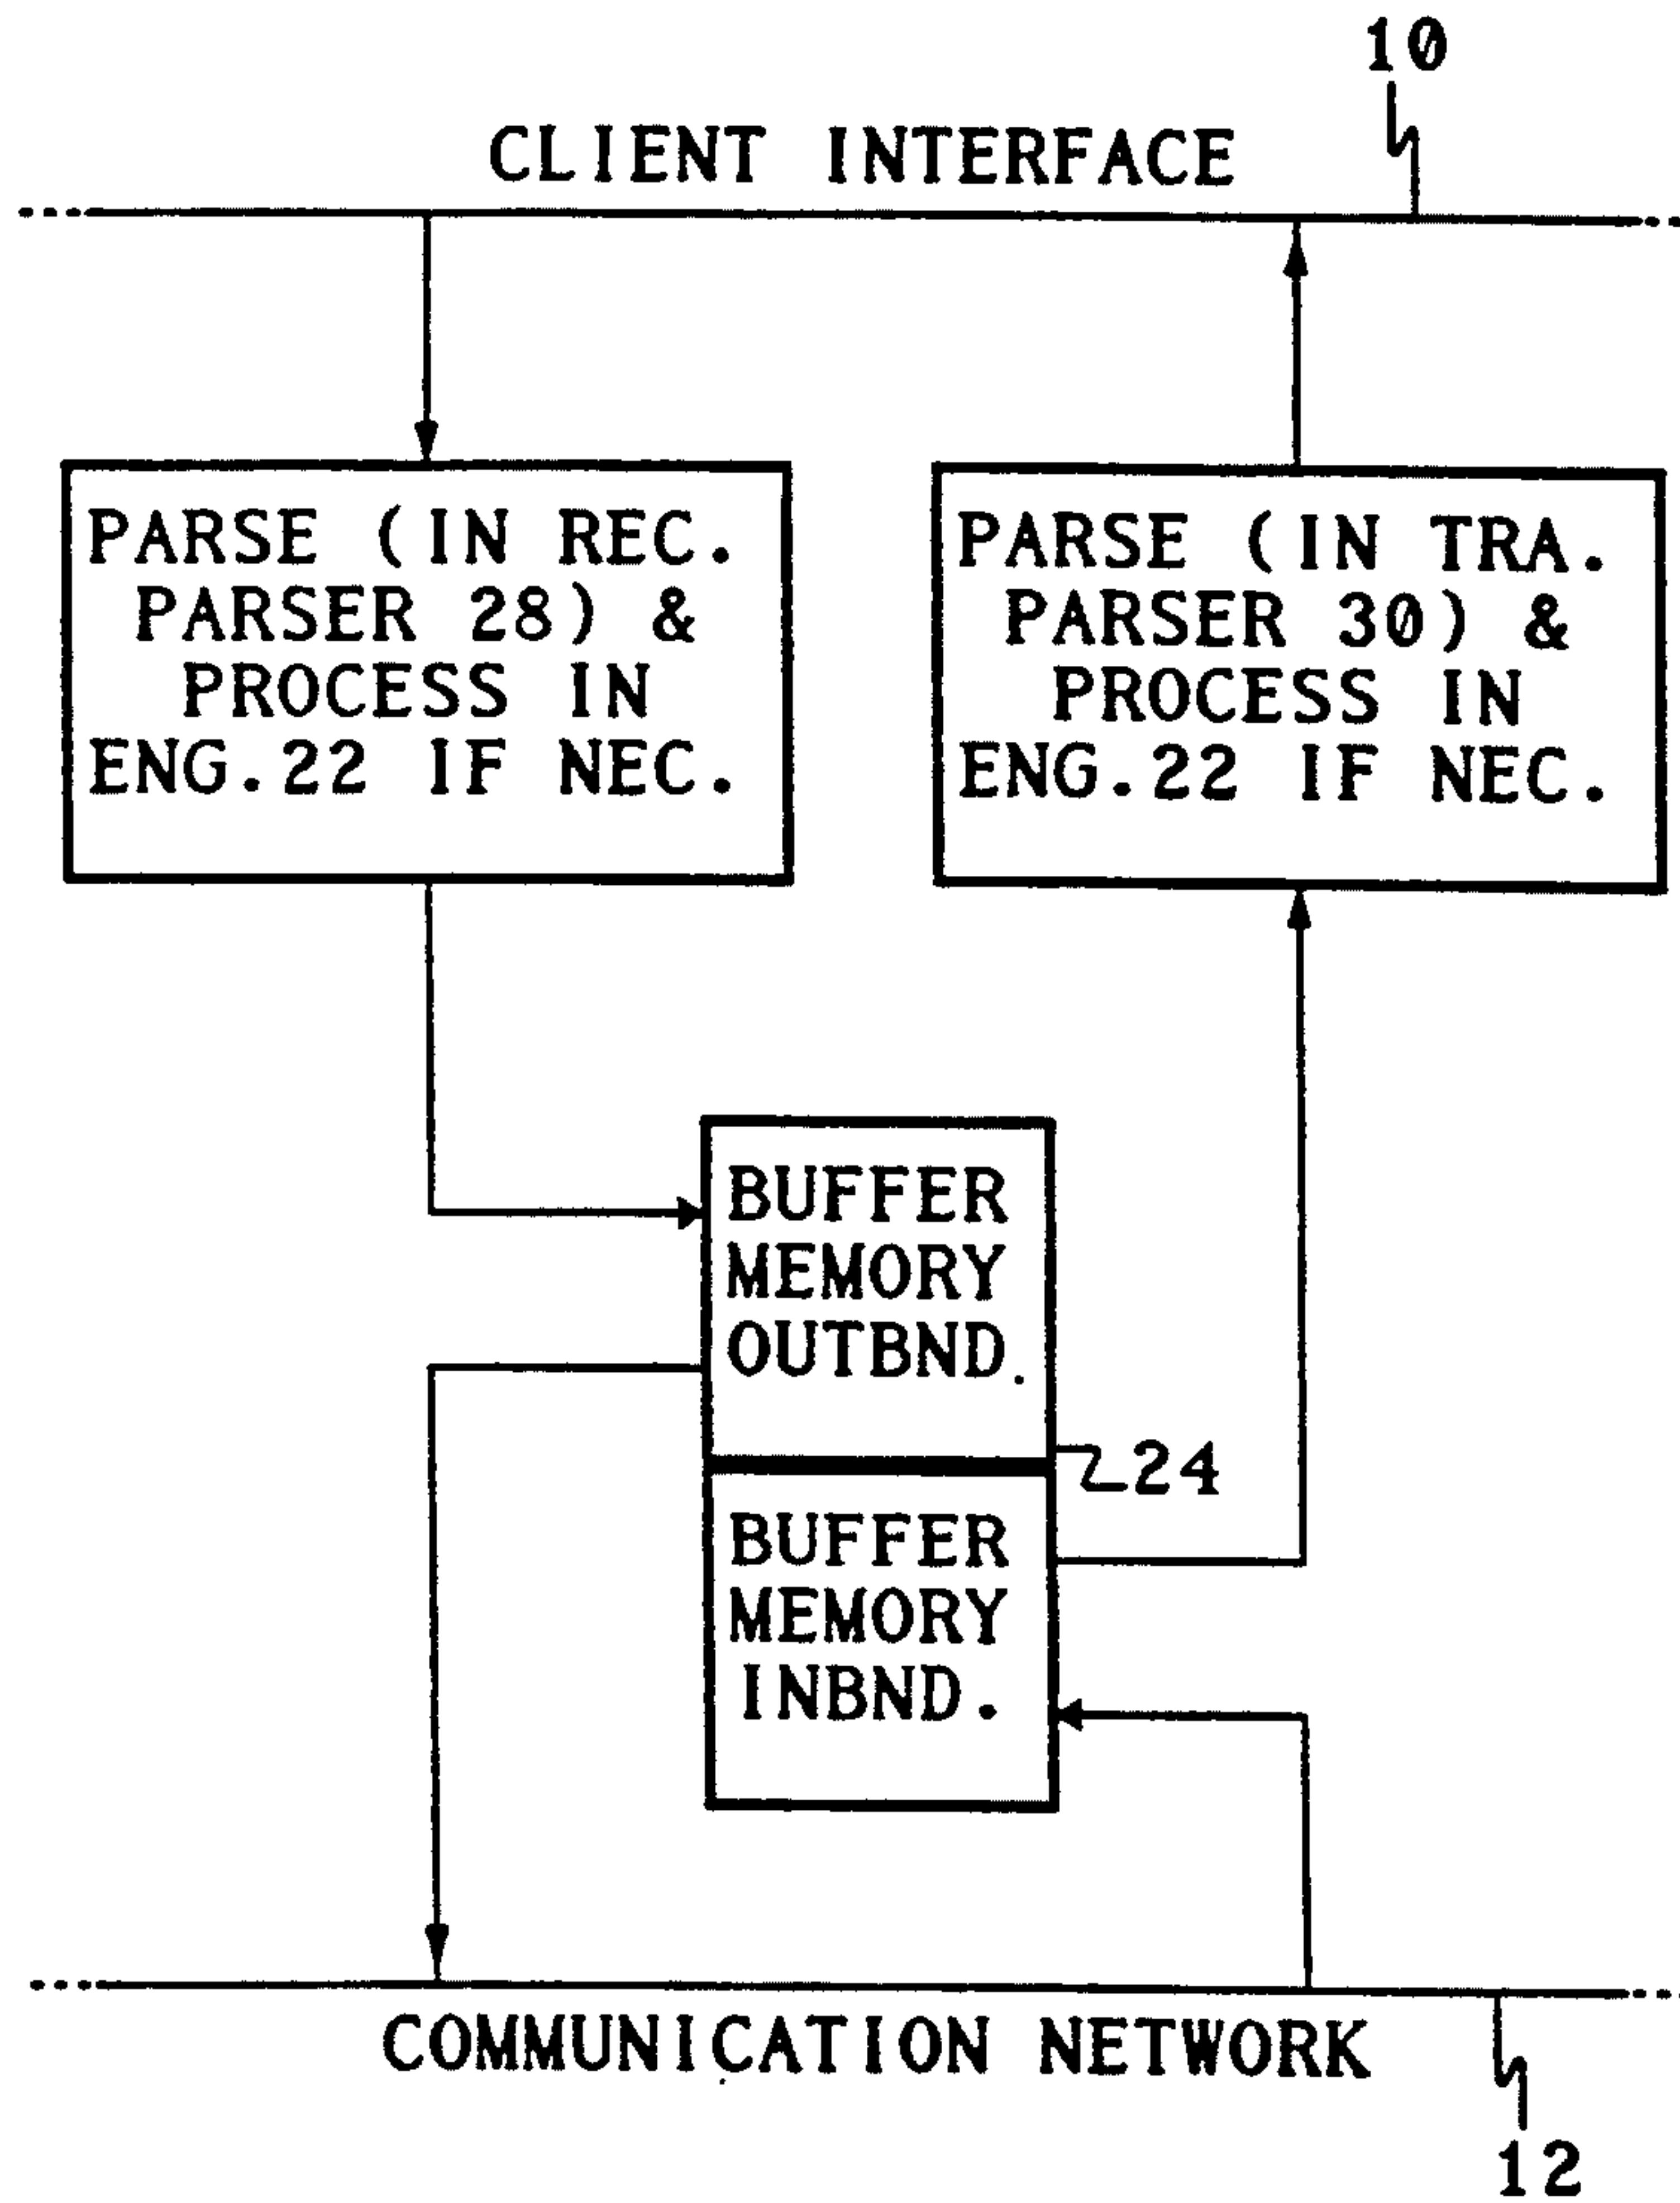 10
CLIENT INTERFACE
PARSE (IN REC.
PARSER 28) &
PROCESS IN
ENG.22 IF NEC.
PARSE (IN TRA.
PARSER 30) &
PROCESS IN
ENG.22 IF NEC.
BUFFER
MEMORY
OUTBND.
24
BUFFER
MEMORY
INBND.
COMMUNICATION NETWORK
12